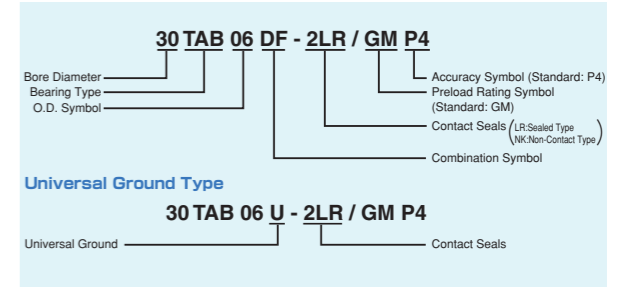 30 TAB 06 DF - 2LR / GM P4
Bore Diameter
Bearing Type
O.D. Symbol
Accuracy Symbol (Standard: P4)
Preload Rating Symbol
(Standard: GM)
Contact Seals (LR:Sealed Type
NK:Non-Contact Type)
Combination Symbol
Universal Ground Type
30 TAB 06 U - 2LR / GM P4
Universal Ground
Contact Seals